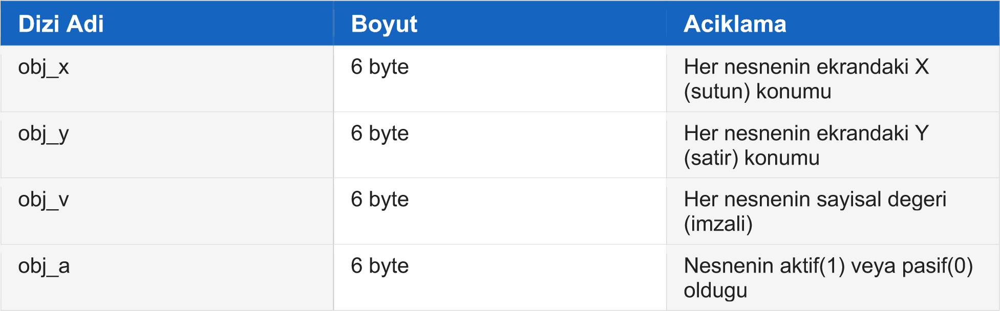 Dizi Adi Boyut Aciklama
obj_x 6 byte Her nesnenin ekrandaki X
(sutun) konumu
obj_y 6 byte Her nesnenin ekrandaki Y
(satir) konumu
obj_v 6 byte Her nesnenin sayisal degeri
(imzali)
obj_a 6 byte Nesnenin aktif(1) veya pasif(0)
oldugu